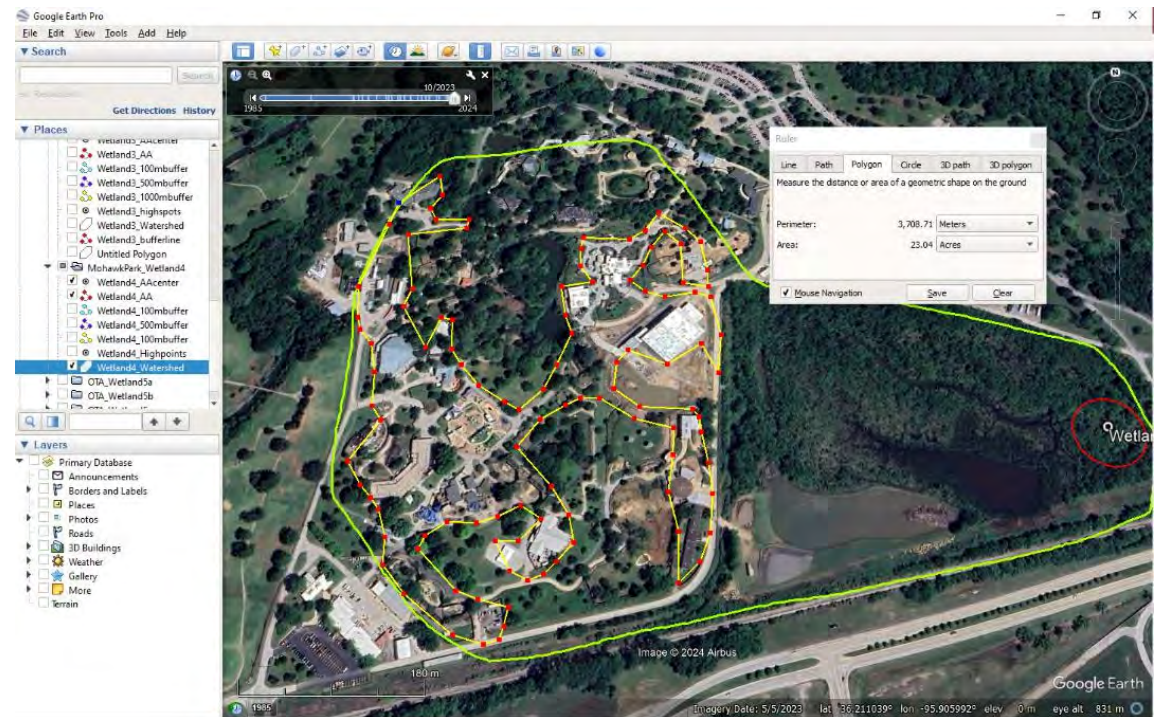 Google Earth Pro
File Edit View Tools Add Help
Search
Search
Get Directions History
Places
Wetland3_AAcenter
Wetland3_AA
Wetland3_100mbuffer
Wetland3_500mbuffer
Wetland3_1000mbuffer
Wetland3_highspots
Wetland3_Watershed
Wetland3_bufferline
Untitled Polygon
MohawkPark_Wetland4
Wetland4_AAcenter
Wetland4_AA
Wetland4_100mbuffer
Wetland4_500mbuffer
Wetland4_100mbuffer
Wetland4_Highpoints
Wetland4_Watershed
OTA_Wetland5a
OTA_Wetland5b
Layers
Primary Database
Announcements
Borders and Labels
Places
Photos
Roads
3D Buildings
Weather
Gallery
More
Terrain
10/2023
1985
2024
Ruler
Line Path Polygon Circle 3D path 3D polygon
Measure the distance or area of a geometric shape on the ground
Perimeter: 3,708.71 Meters
Area: 23.04 Acres
Mouse Navigation Save Clear
N
Wetlan
Image © 2024 Airbus
180 m
Google Earth
1985
Imagery Date: 5/5/2023 lat 36.211039° lon -95.905992° elev 0 m eye alt 831 m